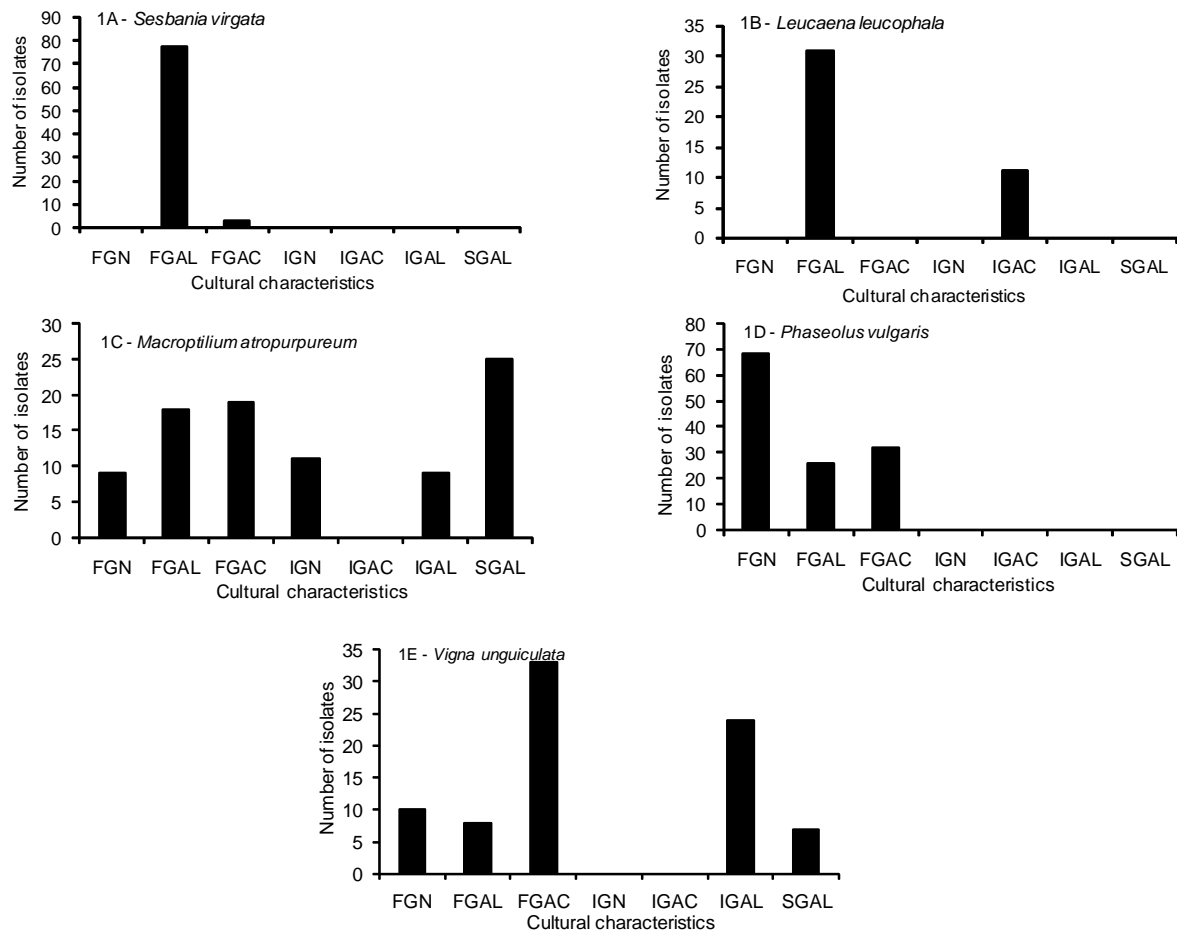 1A - Sesbania virgata
Number of isolates
90
80
70
60
50
40
30
20
10
0
FGN FGAL FGAC IGN IGAC IGAL SGAL
Cultural characteristics
1B - Leucaena leucophala
Number of isolates
35
30
25
20
15
10
5
0
FGN FGAL FGAC IGN IGAC IGAL SGAL
Cultural characteristics
1C - Macroptilium atropurpureum
Number of isolates
30
25
20
15
10
5
0
FGN FGAL FGAC IGN IGAC IGAL SGAL
Cultural characteristics
1D - Phaseolus vulgaris
Number of isolates
80
70
60
50
40
30
20
10
0
FGN FGAL FGAC IGN IGAC IGAL SGAL
Cultural characteristics
1E - Vigna unguiculata
Number of isolates
35
30
25
20
15
10
5
0
FGN FGAL FGAC IGN IGAC IGAL SGAL
Cultural characteristics